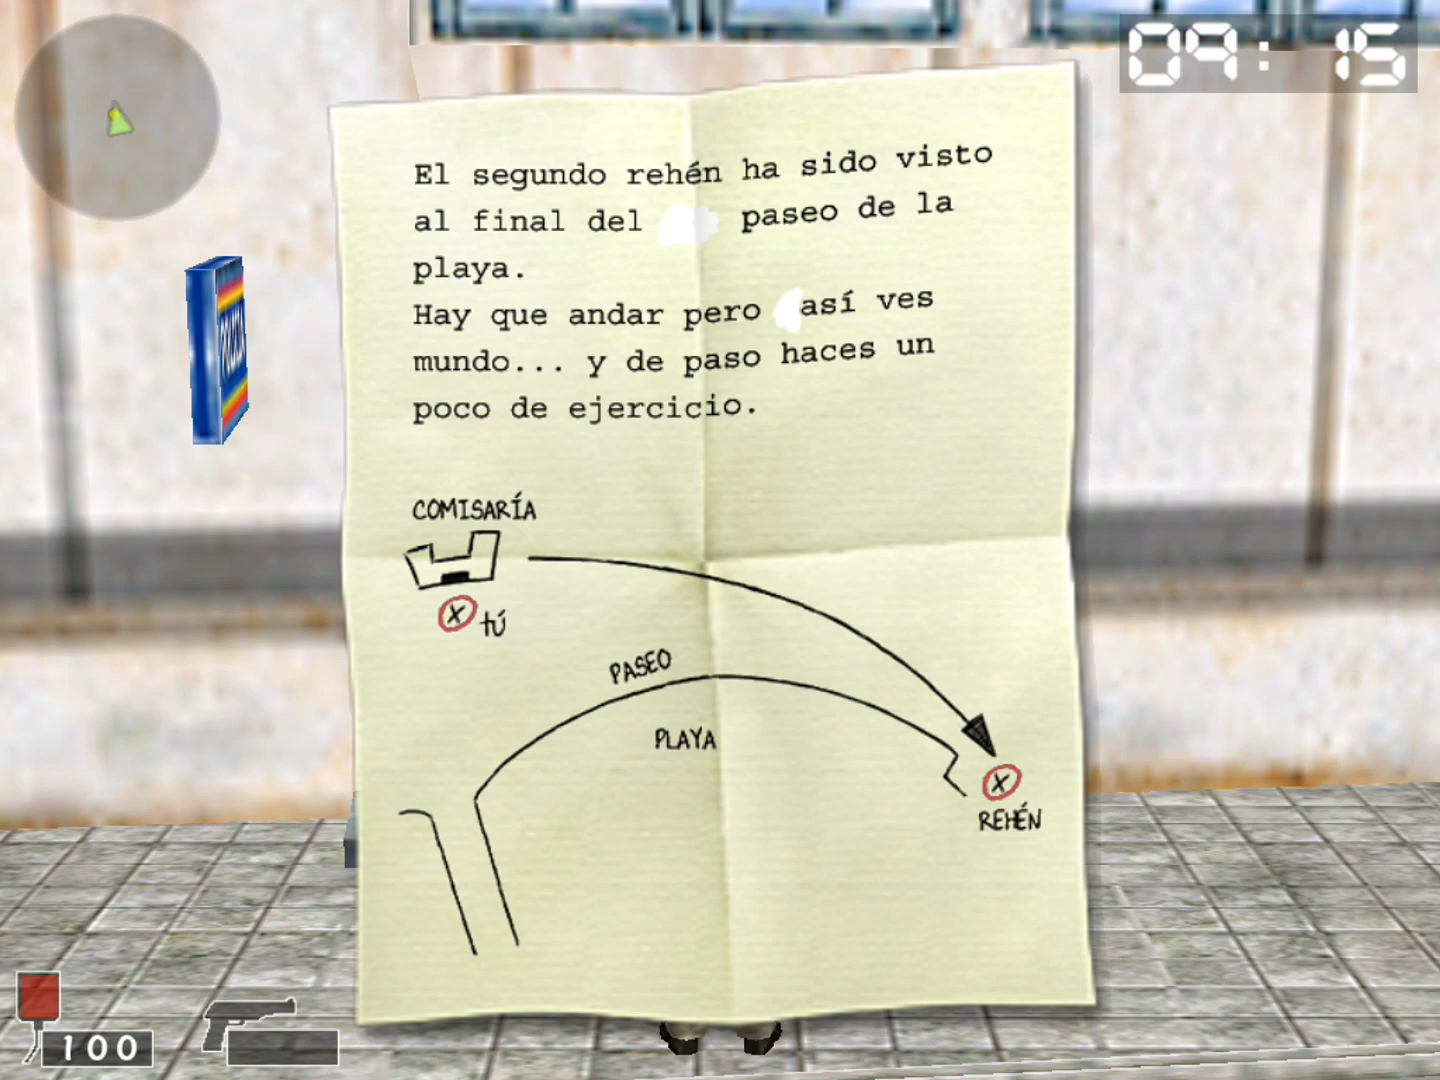 09:15
El segundo rehén ha sido visto
al final del paseo de la
playa.
Hay que andar pero así ves
mundo... y de paso haces un
poco de ejercicio.
COMISARÍA
tú
PASEO
PLAYA
REHÉN
100